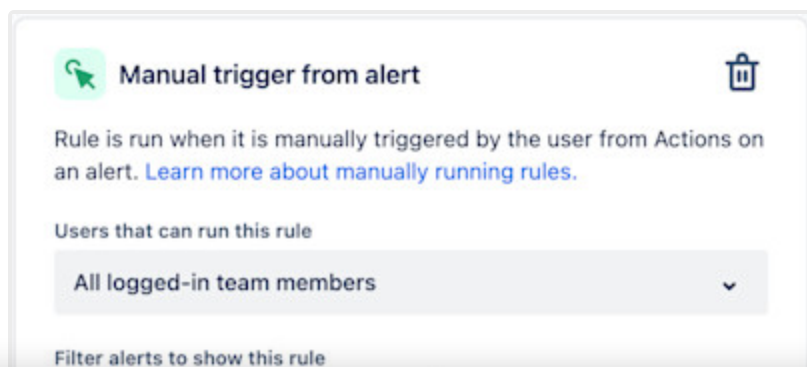 Manual trigger from alert
Rule is run when it is manually triggered by the user from Actions on
an alert. Learn more about manually running rules.
Users that can run this rule
All logged-in team members
Filter alerts to show this rule